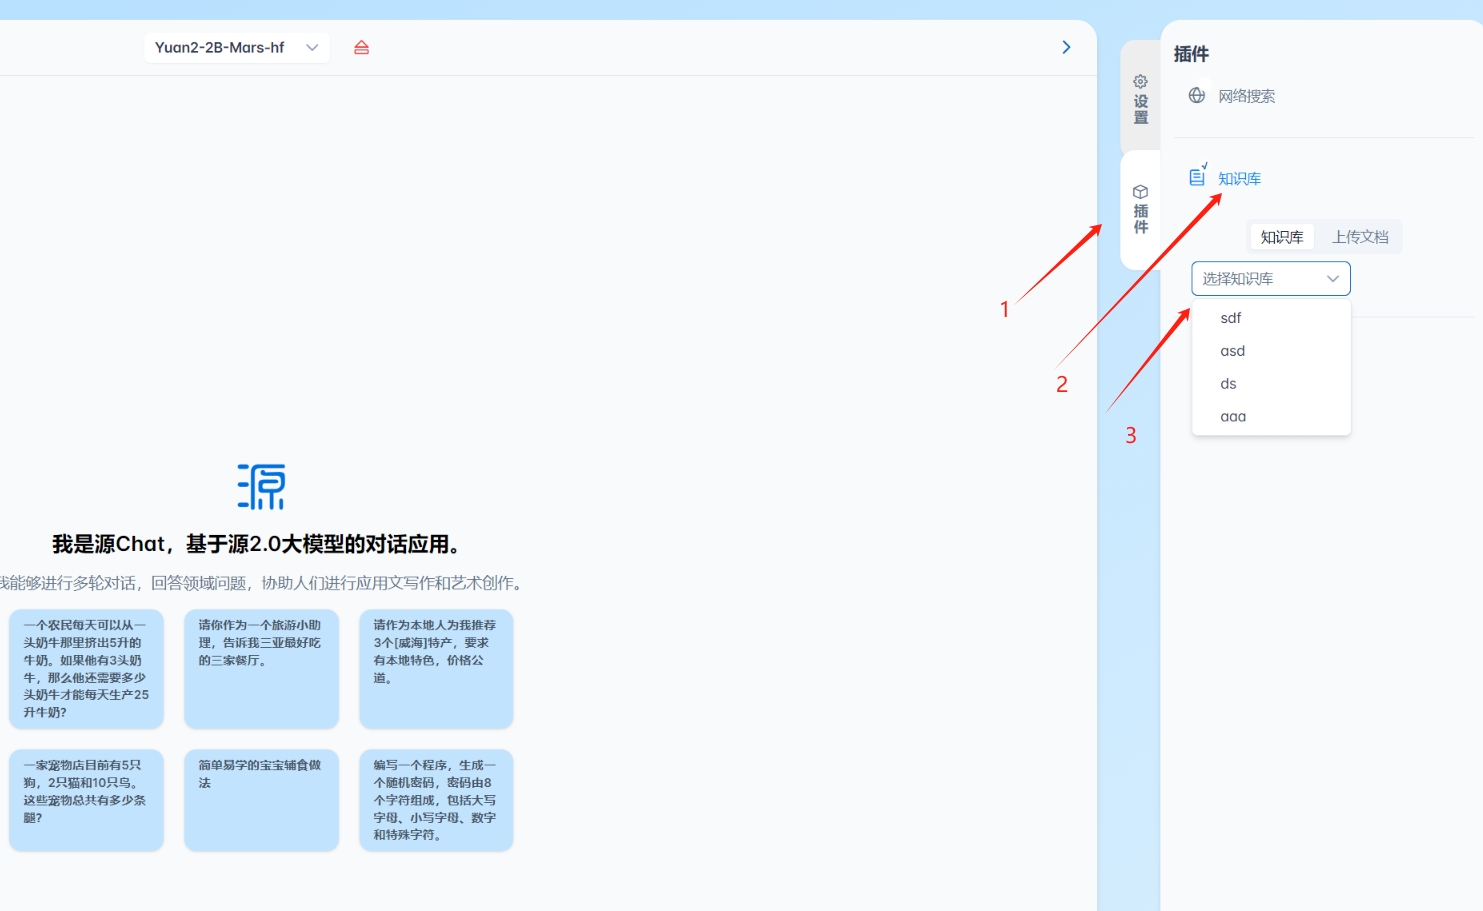 Yuan2-2B-Mars-hf
设置
插件
插件
网络搜索
知识库
知识库
上传文档
选择知识库
sdf
asd
ds
aaa
1
2
3
源
我是源Chat，基于源2.0大模型的对话应用。
我能够进行多轮对话，回答领域问题，协助人们进行应用文写作和艺术创作。
一个农民每天可以从一
头奶牛那里挤出5升的
牛奶。如果他有3头奶
牛，那么他还需要多少
头奶牛才能每天生产25
升牛奶?
请你作为一个旅游小助
理，告诉我三亚最好吃
的三家餐厅。
请作为本地人为我推荐
3个[威海]特产，要求
有本地特色，价格公
道。
一家宠物店目前有5只
狗，2只猫和10只鸟。
这些宠物总共有多少条
腿?
简单易学的宝宝辅食做
法
编写一个程序，生成一
个随机密码，密码由8
个字符组成，包括大写
字母、小写字母、数字
和特殊字符。